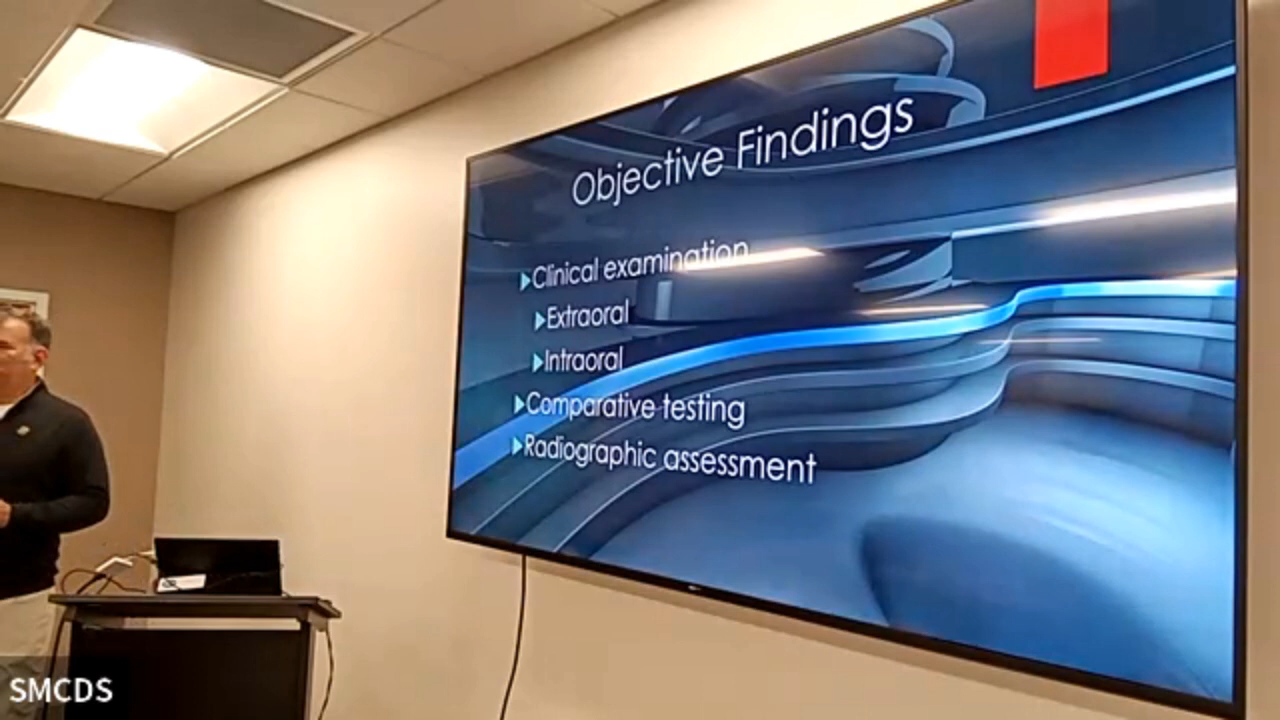 Objective Findings
Clinical examination
Extraoral
Intraoral
Comparative testing
Radiographic assessment
SMCDS